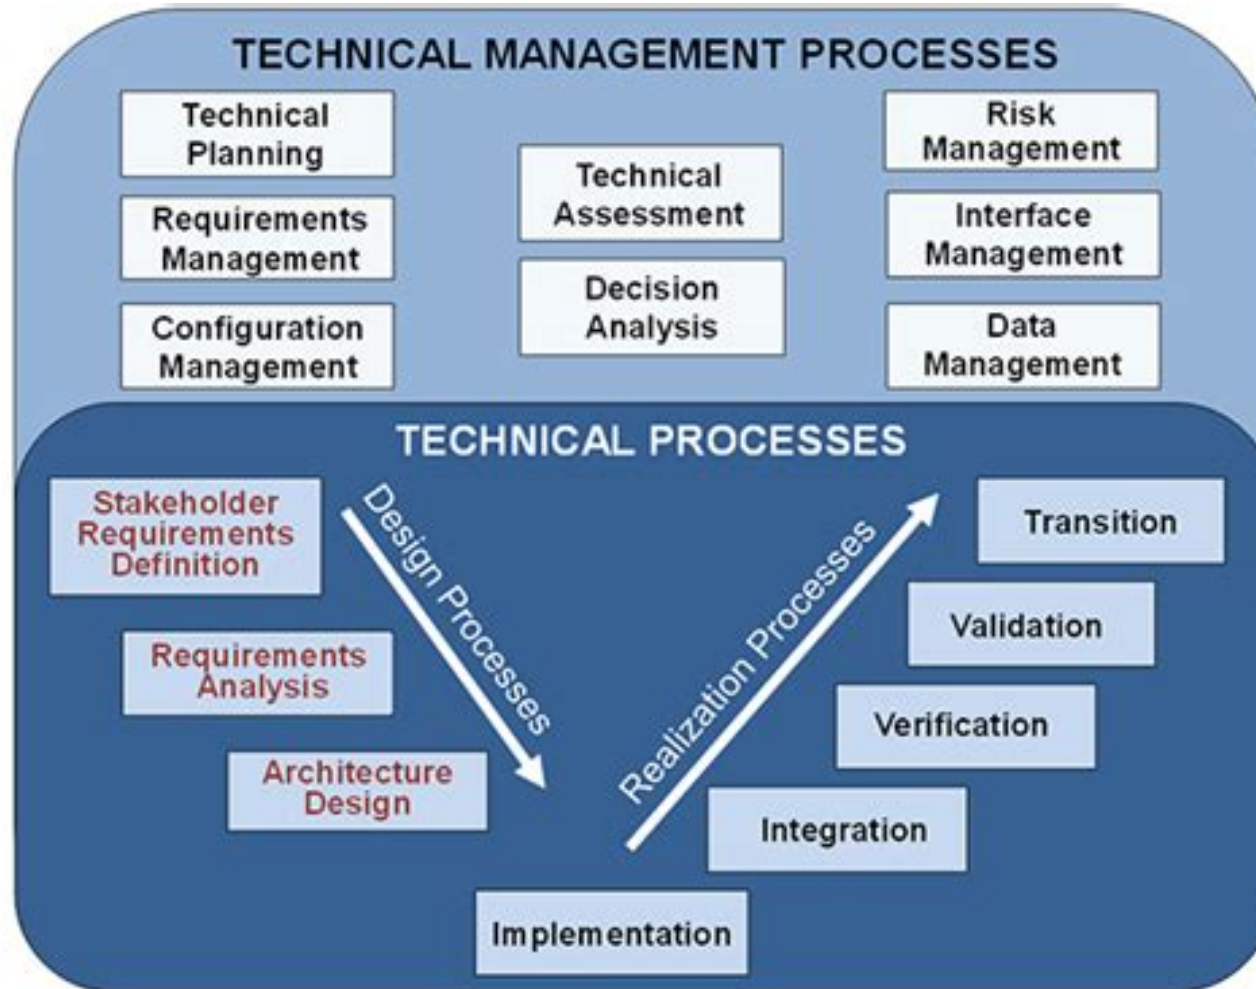 TECHNICAL MANAGEMENT PROCESSES
Technical
Planning
Requirements
Management
Configuration
Management
Technical
Assessment
Decision
Analysis
Risk
Management
Interface
Management
Data
Management
TECHNICAL PROCESSES
Stakeholder
Requirements
Definition
Requirements
Analysis
Architecture
Design
Design Processes
Implementation
Realization Processes
Integration
Verification
Validation
Transition